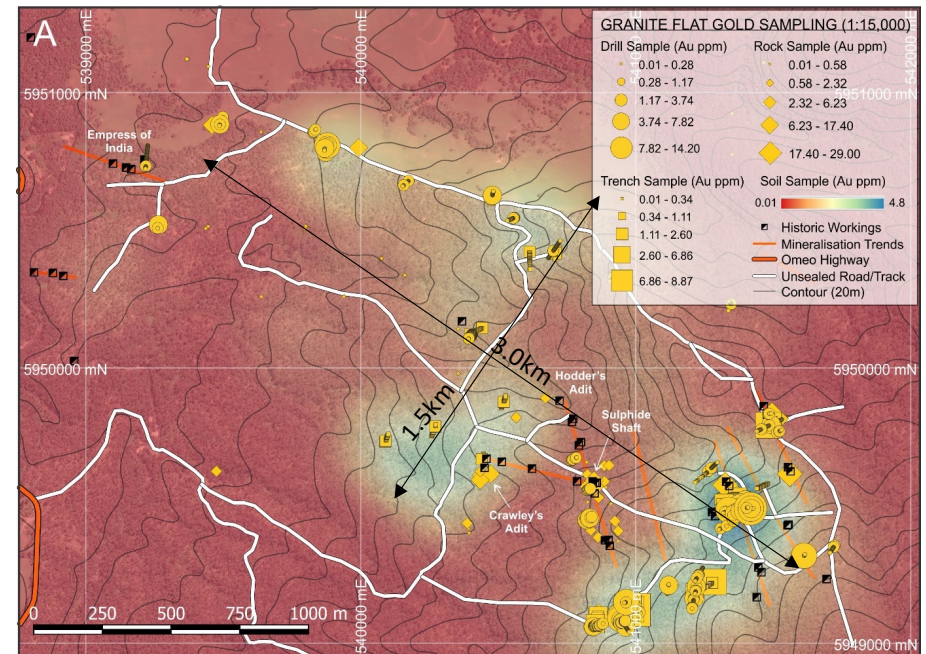 A
539000 mE
540000 mE
541000 mE
542000 mE
GRANITE FLAT GOLD SAMPLING (1:15,000)
Drill Sample (Au ppm)
0.01 - 0.28
0.28 - 1.17
1.17 - 3.74
3.74 - 7.82
7.82 - 14.20
Rock Sample (Au ppm)
0.01 - 0.58
0.58 - 2.32
2.32 - 6.23
6.23 - 17.40
17.40 - 29.00
Trench Sample (Au ppm)
0.01 - 0.34
0.34 - 1.11
1.11 - 2.60
2.60 - 6.86
6.86 - 8.87
Soil Sample (Au ppm)
0.01
4.8
Historic Workings
Mineralisation Trends
Omeo Highway
Unsealed Road/Track
Contour (20m)
5951000 mN
5951000 mN
Empress of
India
3.0km
1.5km
5950000 mN
5950000 mN
Hodder's
Adit
Sulphide
Shaft
Crawley's
Adit
0
250
500
750
1000 m
540000 mE
541000 mE
5949000 mN